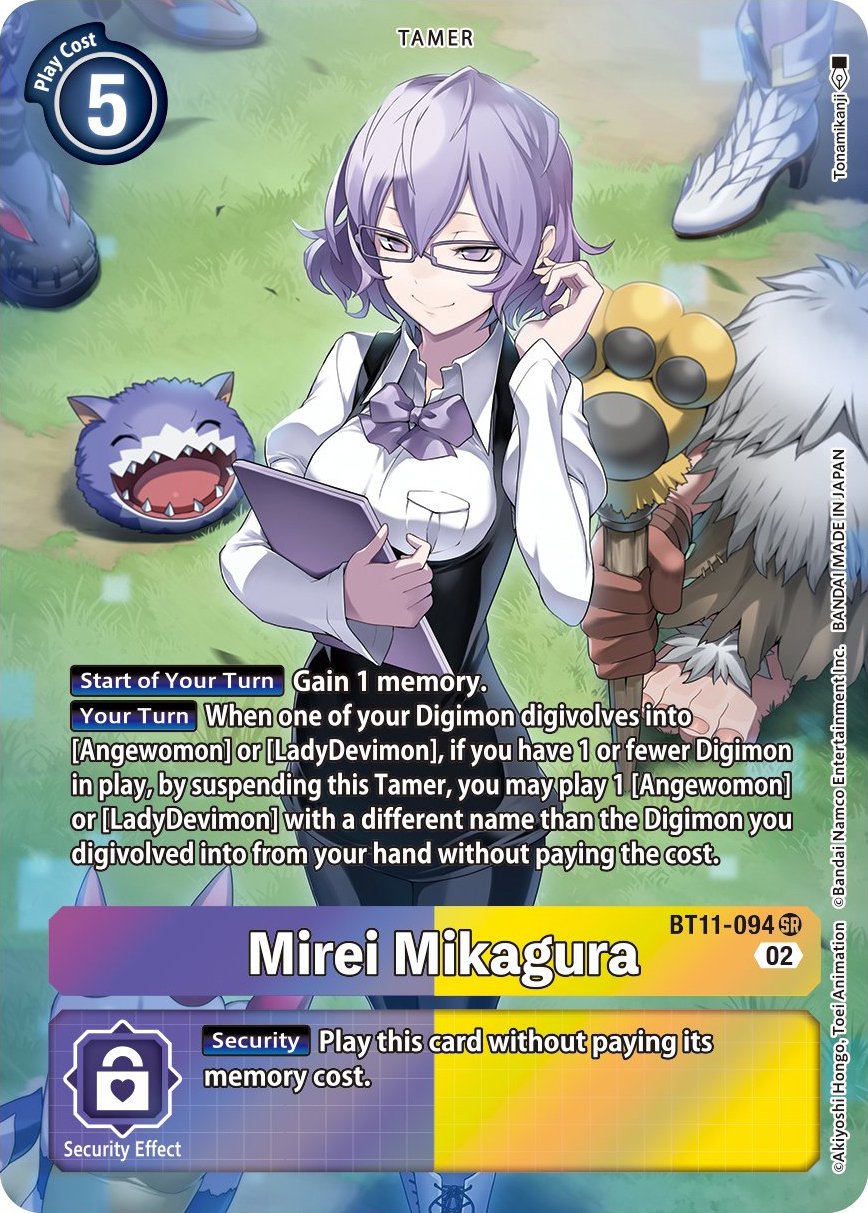 TAMER
Play Cost
5
Tonamikanji
Start of Your Turn Gain 1 memory.
Your Turn When one of your Digimon digivolves into
[Angewomon] or [LadyDevimon], if you have 1 or fewer Digimon
in play, by suspending this Tamer, you may play 1 [Angewomon]
or [LadyDevimon] with a different name than the Digimon you
digivolved into from your hand without paying the cost.
BT11-094 SR
02
Mirei Mikagura
Security Play this card without paying its
memory cost.
Security Effect
©Akiyoshi Hongo, Toei Animation ©Bandai Namco Entertainment Inc. BANDAI MADE IN JAPAN